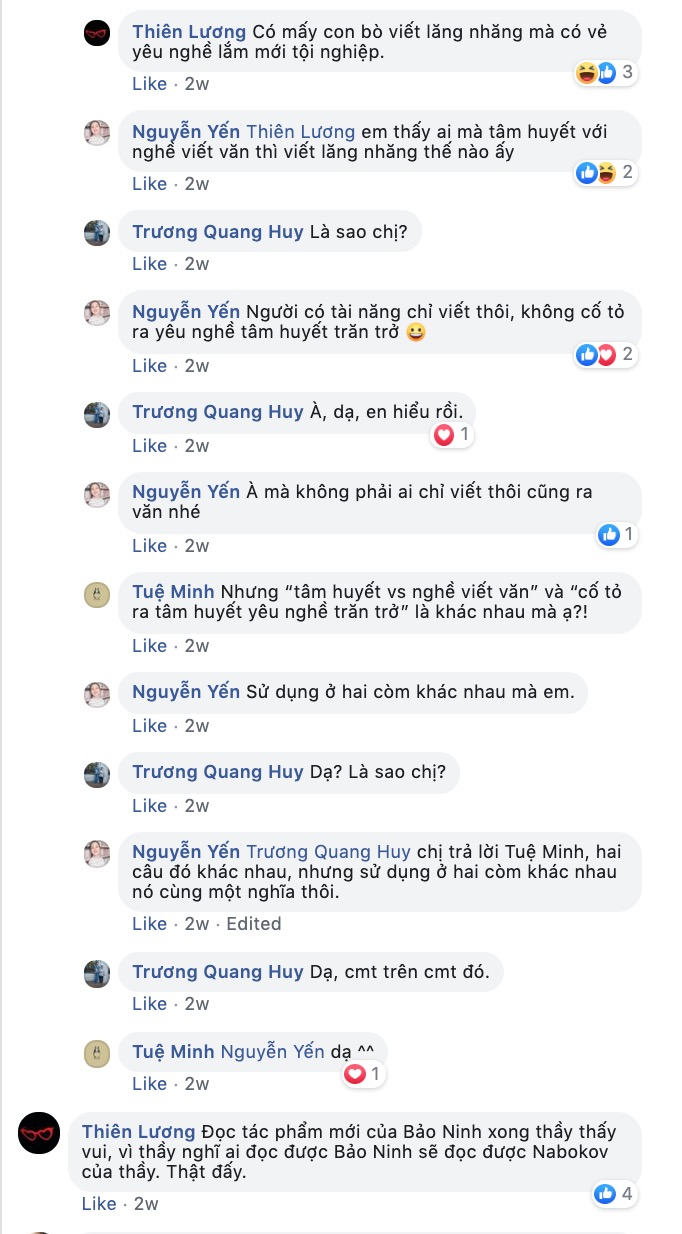 Thiên Lương Có mấy con bò viết lăng nhăng mà có vẻ
yêu nghề lắm mới tội nghiệp.
3
Like · 2w
Nguyễn Yến Thiên Lương em thấy ai mà tâm huyết với
nghề viết văn thì viết lăng nhăng thế nào ấy
2
Like · 2w
Trương Quang Huy Là sao chị?
Like · 2w
Nguyễn Yến Người có tài năng chỉ viết thôi, không cố tỏ
ra yêu nghề tâm huyết trăn trở 😀
2
Like · 2w
Trương Quang Huy À, dạ, en hiểu rồi.
1
Like · 2w
Nguyễn Yến À mà không phải ai chỉ viết thôi cũng ra
văn nhé
1
Like · 2w
Tuệ Minh Nhưng “tâm huyết vs nghề viết văn” và “cố tỏ
ra tâm huyết yêu nghề trăn trở” là khác nhau mà ạ?!
Like · 2w
Nguyễn Yến Sử dụng ở hai còm khác nhau mà em.
Like · 2w
Trương Quang Huy Dạ? Là sao chị?
Like · 2w
Nguyễn Yến Trương Quang Huy chị trả lời Tuệ Minh, hai
câu đó khác nhau, nhưng sử dụng ở hai còm khác nhau
nó cùng một nghĩa thôi.
Like · 2w · Edited
Trương Quang Huy Dạ, cmt trên cmt đó.
Like · 2w
Tuệ Minh Nguyễn Yến dạ ^^
1
Like · 2w
Thiên Lương Đọc tác phẩm mới của Bảo Ninh xong thầy thấy
vui, vì thầy nghĩ ai đọc được Bảo Ninh sẽ đọc được Nabokov
của thầy. Thật đấy.
4
Like · 2w